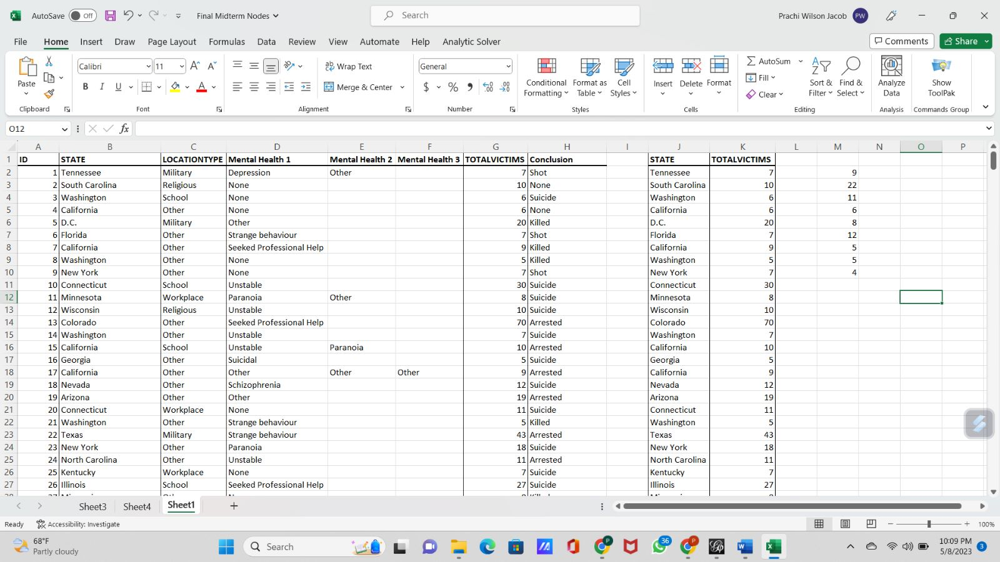 AutoSave Off Final Midterm Nodes Search Prachi Wilson Jacob PW
File Home Insert Draw Page Layout Formulas Data Review View Automate Help Analytic Solver Comments Share
Calibri 11 Wrap Text General AutoSum
Paste Conditional Formatting Format as Table Cell Styles Insert Delete Format Fill Sort & Filter Find & Select Analyze Data Show ToolPak
B I U A Merge & Center $ % Clear
Clipboard Font Alignment Number Styles Cells Editing Analysis Commands Group
O12 fx
A B C D E F G H I J K L M N O P
1 ID STATE LOCATIONTYPE Mental Health 1 Mental Health 2 Mental Health 3 TOTALVICTIMS Conclusion STATE TOTALVICTIMS
2 1 Tennessee Military Depression Other 7 Shot Tennessee 7 9
3 2 South Carolina Religious None 10 None South Carolina 10 22
4 3 Washington School None 6 Suicide Washington 6 11
5 4 California Other None 6 None California 6 6
6 5 D.C. Military Other 20 Killed D.C. 20 8
7 6 Florida Other Strange behaviour 7 Shot Florida 7 12
8 7 California Other Seeked Professional Help 9 Killed California 9 5
9 8 Washington Other None 5 Killed Washington 5 5
10 9 New York Other None 7 Shot New York 7 4
11 10 Connecticut School Unstable 30 Suicide Connecticut 30
12 11 Minnesota Workplace Paranoia Other 8 Suicide Minnesota 8
13 12 Wisconsin Religious Unstable 10 Suicide Wisconsin 10
14 13 Colorado Other Seeked Professional Help 70 Arrested Colorado 70
15 14 Washington Other Unstable 7 Suicide Washington 7
16 15 California School Unstable Paranoia 10 Arrested California 10
17 16 Georgia Other Suicidal 5 Suicide Georgia 5
18 17 California Other Other Other Other 9 Arrested California 9
19 18 Nevada Other Schizophrenia 12 Suicide Nevada 12
20 19 Arizona Other Other 19 Arrested Arizona 19
21 20 Connecticut Workplace None 11 Suicide Connecticut 11
22 21 Washington Other Strange behaviour 5 Killed Washington 5
23 22 Texas Military Strange behaviour 43 Arrested Texas 43
24 23 New York Other Paranoia 18 Suicide New York 18
25 24 North Carolina Other Unstable 11 Arrested North Carolina 11
26 25 Kentucky Workplace None 7 Suicide Kentucky 7
27 26 Illinois School Seeked Professional Help 27 Suicide Illinois 27
Sheet3 Sheet4 Sheet1
Ready Accessibility: Investigate 100%
68°F
Partly cloudy
Search 36 10:09 PM
5/8/2023 3